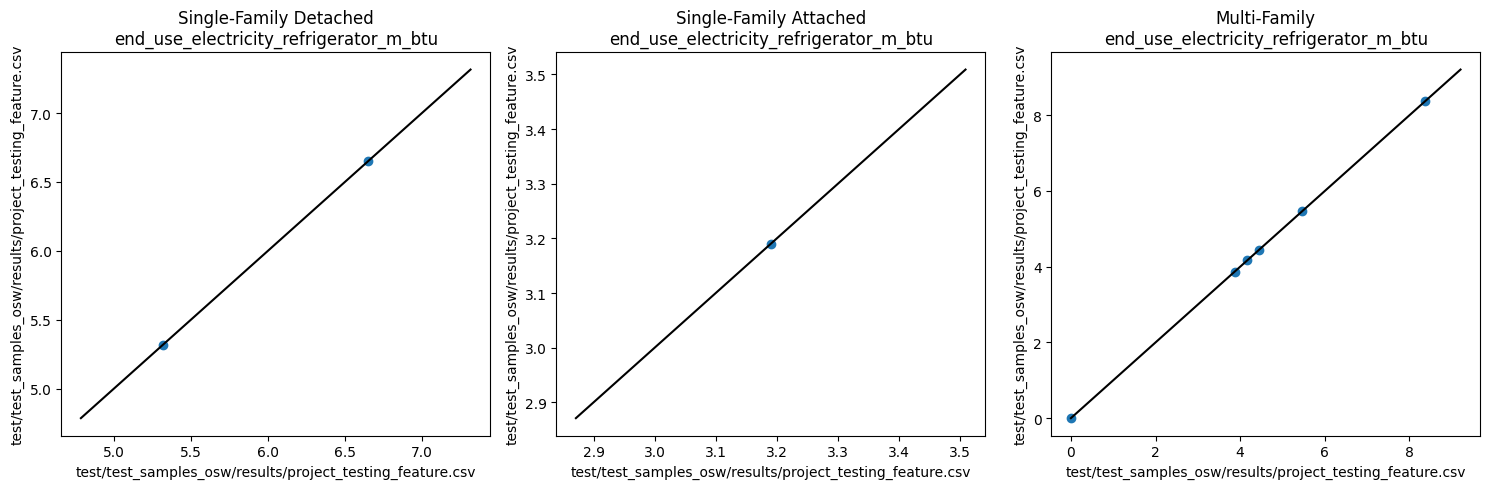 Single-Family Detached
end_use_electricity_refrigerator_m_btu
test/test_samples_osw/results/project_testing_feature.csv
7.0
6.5
6.0
5.5
5.0
5.0
5.5
6.0
6.5
7.0
test/test_samples_osw/results/project_testing_feature.csv
Single-Family Attached
end_use_electricity_refrigerator_m_btu
test/test_samples_osw/results/project_testing_feature.csv
3.5
3.4
3.3
3.2
3.1
3.0
2.9
2.9
3.0
3.1
3.2
3.3
3.4
3.5
test/test_samples_osw/results/project_testing_feature.csv
Multi-Family
end_use_electricity_refrigerator_m_btu
test/test_samples_osw/results/project_testing_feature.csv
8
6
4
2
0
0
2
4
6
8
test/test_samples_osw/results/project_testing_feature.csv